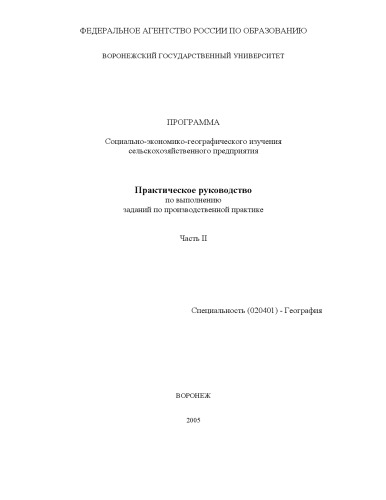 ФЕДЕРАЛЬНОЕ АГЕНТСТВО РОССИИ ПО ОБРАЗОВАНИЮ
ВОРОНЕЖСКИЙ ГОСУДАРСТВЕННЫЙ УНИВЕРСИТЕТ
ПРОГРАММА
Социально-экономико-географического изучения
сельскохозяйственного предприятия
Практическое руководство
по выполнению
заданий по производственной практике
Часть II
Специальность (020401) - География
ВОРОНЕЖ
2005